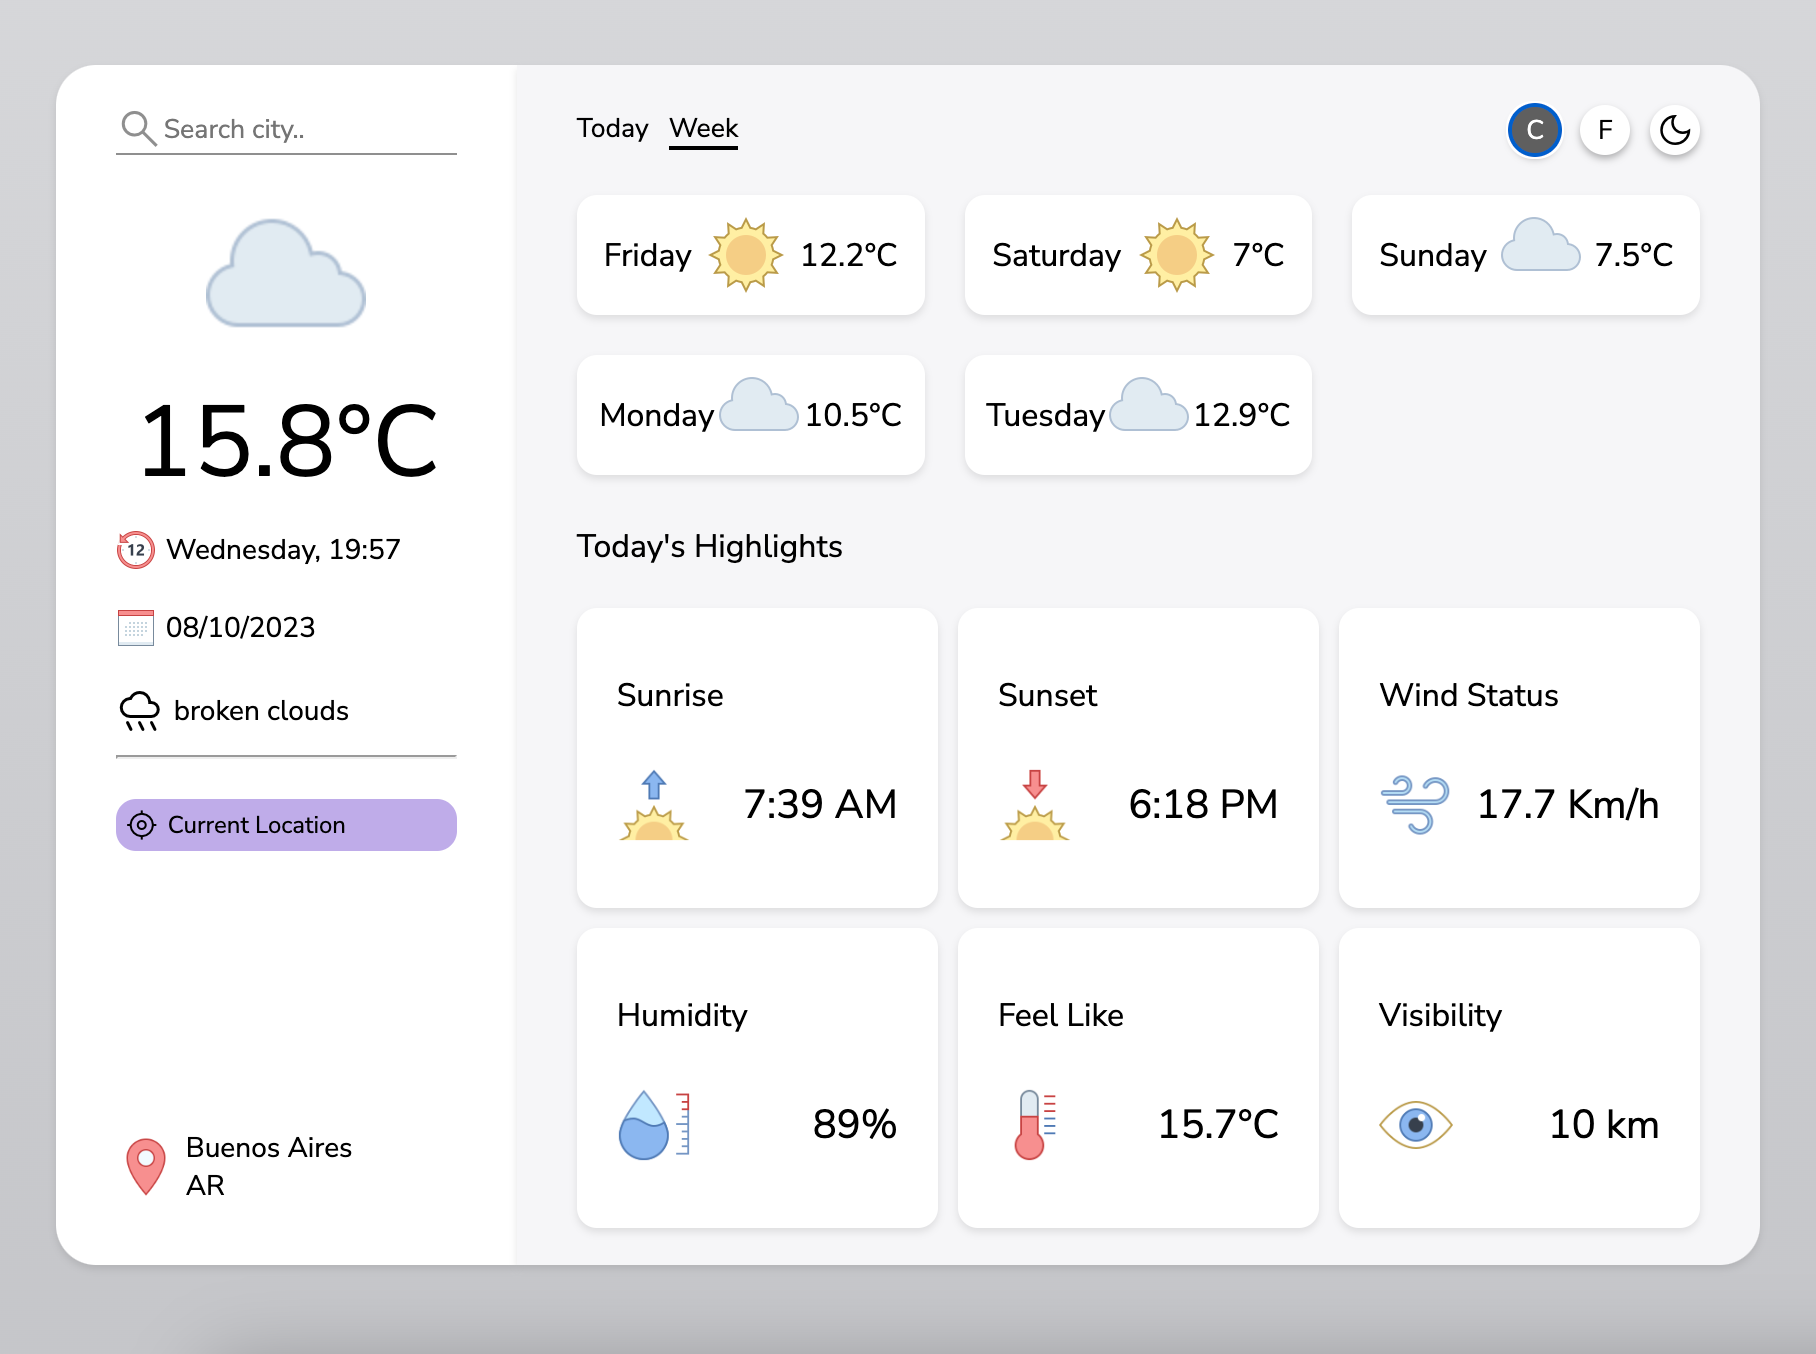 Search city..
15.8°C
12
Wednesday, 19:57
08/10/2023
broken clouds
Current Location
Buenos Aires
AR
Today Week
C F
Friday 12.2°C
Saturday 7°C
Sunday 7.5°C
Monday 10.5°C
Tuesday 12.9°C
Today's Highlights
Sunrise
7:39 AM
Sunset
6:18 PM
Wind Status
17.7 Km/h
Humidity
89%
Feel Like
15.7°C
Visibility
10 km